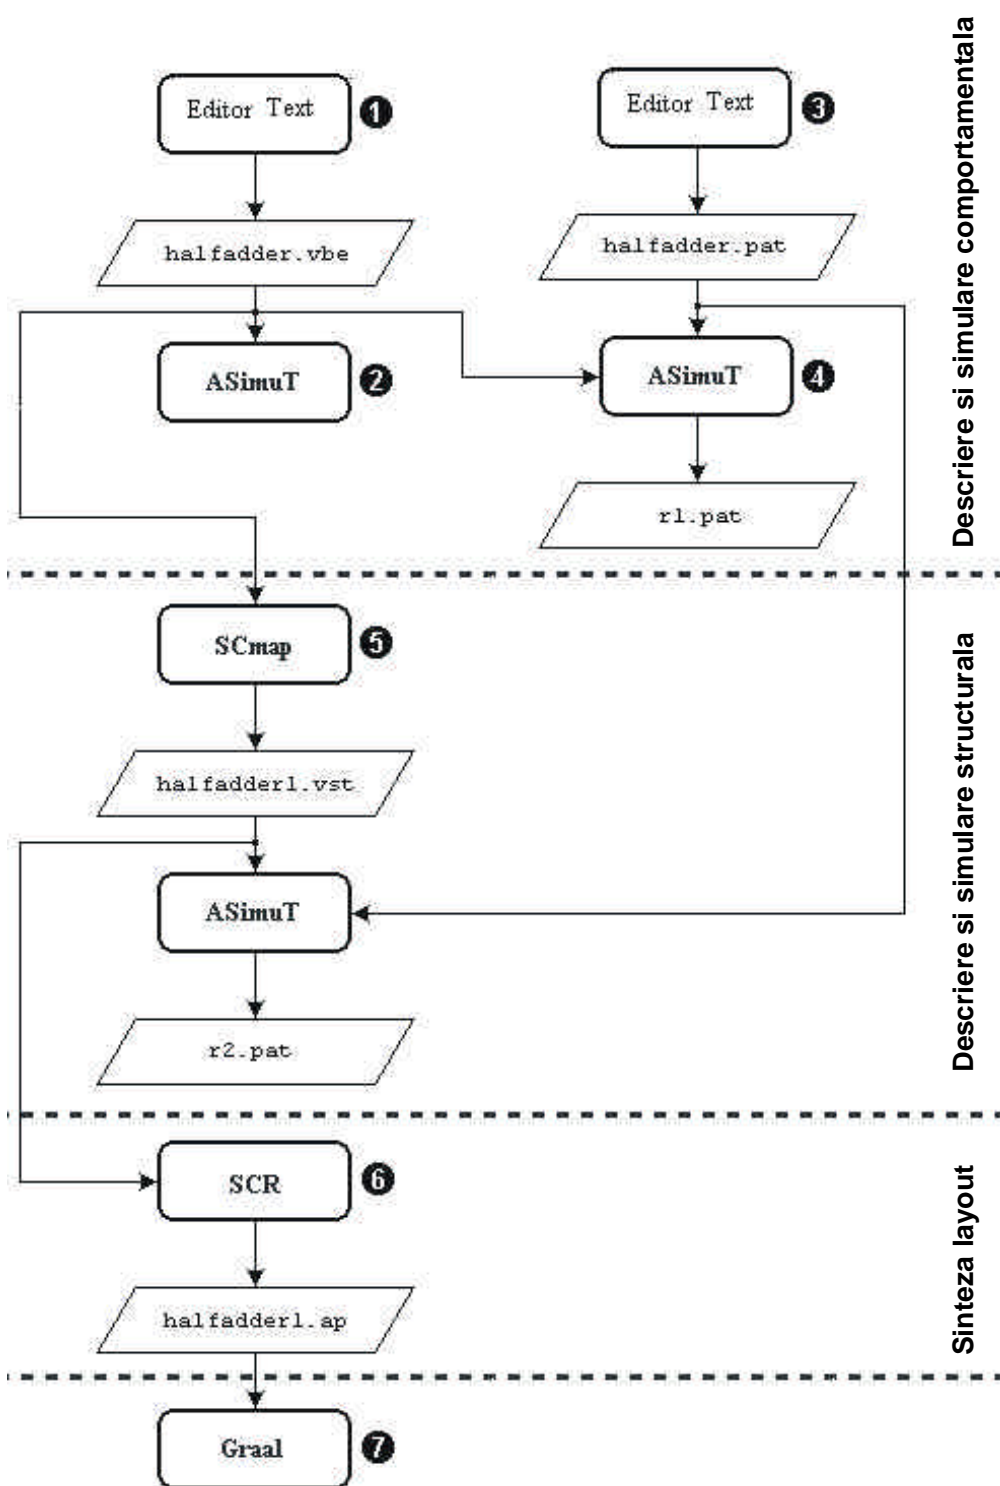 Editor Text
1
Editor Text
3
halfadder.vbe
halfadder.pat
ASimuT
2
ASimuT
4
r1.pat
Descriere si simulare comportamentala
SCmap
5
halfadder1.vst
ASimuT
r2.pat
Descriere si simulare structurala
SCR
6
halfadder1.ap
Sinteza layout
Graal
7